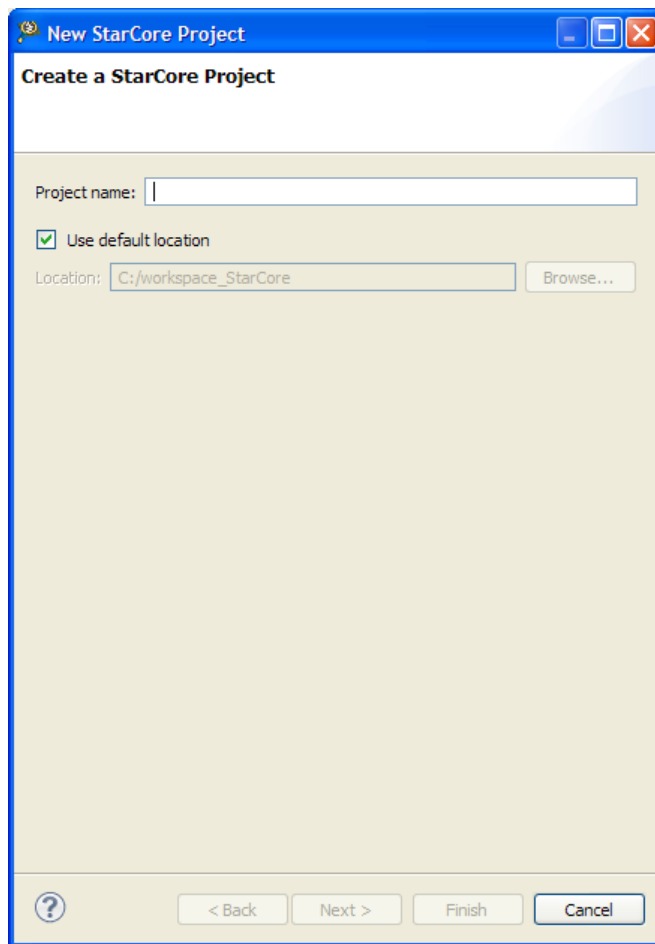 New StarCore Project
Create a StarCore Project
Project name:
Use default location
Location: C:/workspace_StarCore Browse...
? < Back Next > Finish Cancel